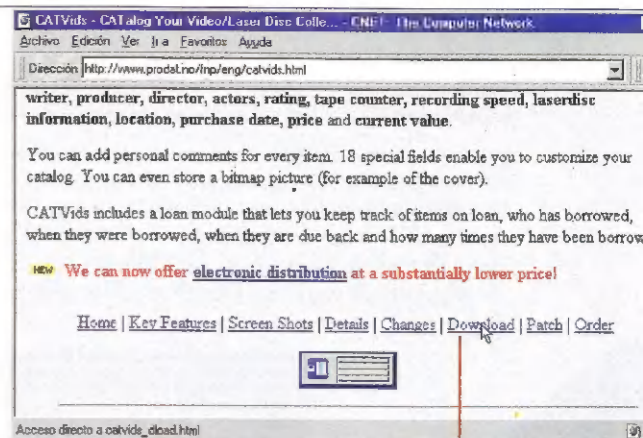 CATVids - CATalog Your Video/Laser Disc Colle... - CNET - The Computer Network
Archivo Edición Ver Ir a Favoritos Ayuda
Dirección http://www.prodat.no/fnp/eng/catvids.html
writer, producer, director, actors, rating, tape counter, recording speed, laserdisc
information, location, purchase date, price and current value.
You can add personal comments for every item. 18 special fields enable you to customize your
catalog. You can even store a bitmap picture (for example of the cover).
CATVids includes a loan module that lets you keep track of items on loan, who has borrowed,
when they were borrowed, when they are due back and how many times they have been borrow
NEW We can now offer electronic distribution at a substantially lower price!
Home | Key Features | Screen Shots | Details | Changes | Download | Patch | Order
Acceso directo a catvids_dload.html